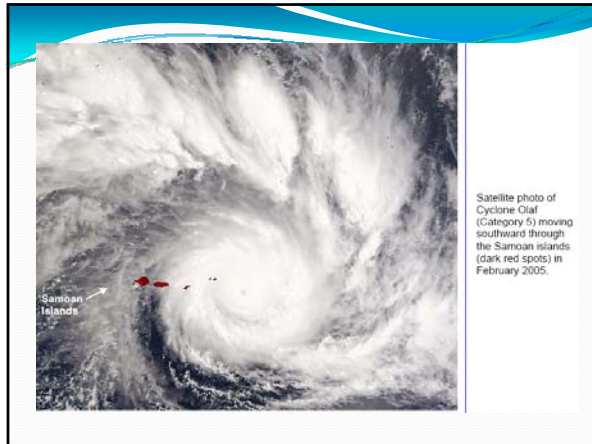 Samoan
Islands
Satellite photo of
Cyclone Olaf
(Category 5) moving
southward through
the Samoan islands
(dark red spots) in
February 2005.